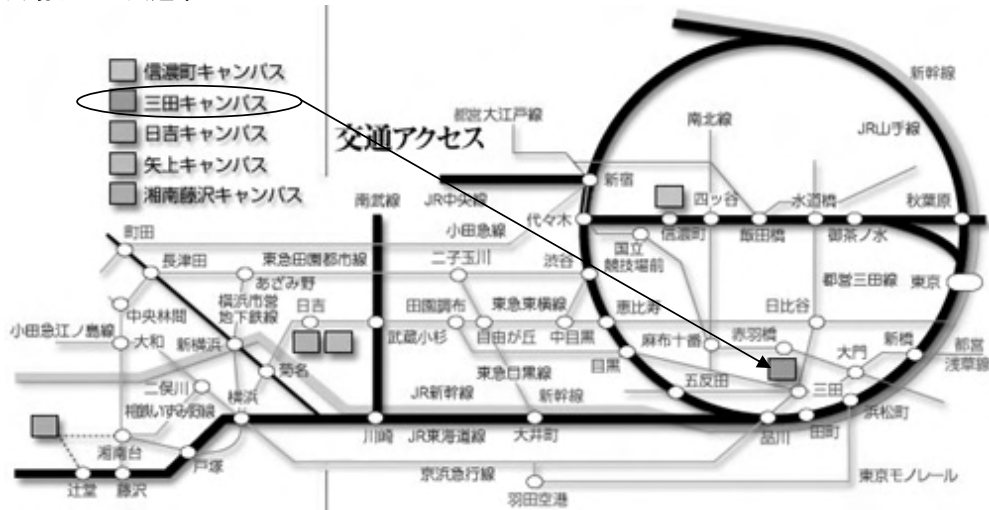 信濃町キャンパス
三田キャンパス
日吉キャンパス
矢上キャンパス
湘南藤沢キャンパス
交通アクセス
都営大江戸線
南北線
新幹線
JR山手線
新宿
JR中央線
南武線
小田急線
代々木
信濃町
四ッ谷
飯田橋
水道橋
御茶ノ水
秋葉原
国立
競技場前
町田
長津田
東急田園都市線
あざみ野
二子玉川
渋谷
都営三田線
東京
中央林間
横浜市営
地下鉄線
日吉
田園調布
東急東横線
恵比寿
日比谷
小田急江ノ島線
大和
新横浜
武蔵小杉
自由が丘
中目黒
麻布十番
赤羽橋
新橋
都営
浅草線
菊名
目黒
大門
二俣川
東急目黒線
五反田
三田
相鉄いずみ野線
横浜
JR新幹線
新幹線
浜松町
湘南台
戸塚
川崎
JR東海道線
大井町
品川
田町
辻堂
藤沢
京浜急行線
羽田空港
東京モノレール